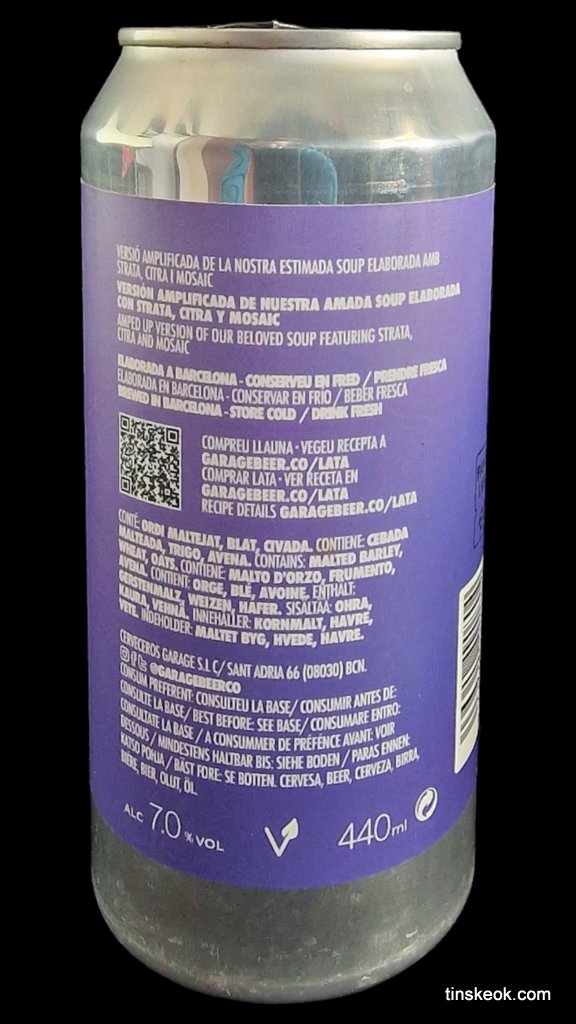 VERSIÓ AMPLIFICADA DE LA NOSTRA ESTIMADA SOUP ELABORADA AMB
STRATA, CITRA I MOSAIC
VERSIÓN AMPLIFICADA DE NUESTRA AMADA SOUP ELABORADA
CON STRATA, CITRA Y MOSAIC
AMPED UP VERSION OF OUR BELOVED SOUP FEATURING STRATA,
CITRA AND MOSAIC
ELABORADA A BARCELONA - CONSERVEU EN FRED / PRENDRE FRESCA
ELABORADA EN BARCELONA - CONSERVAR EN FRIO / BEBER FRESCA
BREWED IN BARCELONA - STORE COLD / DRINK FRESH
COMPREU LLAUNA · VEGEU RECEPTA A
GARAGEBEER.CO/LATA
COMPRAR LATA · VER RECETA EN
GARAGEBEER.CO/LATA
RECIPE DETAILS GARAGEBEER.CO/LATA
CONTÉ: ORDI MALTEJAT, BLAT, CIVADA. CONTIENE: CEBADA
MALTEADA, TRIGO, AVENA. CONTAINS: MALTED BARLEY,
WHEAT, OATS. CONTIENE: MALTO D'ORZO, FRUMENTO,
AVENA. CONTIENT: ORGE, BLÉ, AVOINE. ENTHALT:
GERSTENMALZ, WEIZEN, HAFER. SISÄLTÄÄ: OHRA,
KAURA, VEHNÄ. INNEHALLER: KORNMALT, HAVRE,
VETE. INDEHOLDER: MALTET BYG, HVEDE, HAVRE.
CERVECEROS GARAGE S.L C/ SANT ADRIA 66 (08030) BCN.
@GARAGEBEERCO
CONSUM PREFERENT: CONSULTEU LA BASE/ CONSUMIR ANTES DE:
CONSULTE LA BASE/ BEST BEFORE: SEE BASE/ CONSUMARE ENTRO:
CONSULTATE LA BASE / A CONSOMMER DE PRÉFÉNCE AVANT: VOIR
DESSOUS / MINDESTENS HALTBAR BIS: SIEHE BODEN / PARAS ENNEN:
KATSO POHJA / BÄST FORE: SE BOTTEN. CERVESA, BEER, CERVEZA, BIRRA,
BIÈRE, BIER, OLUT, ÖL.
ALC 7.0 % VOL
440ml
tinskeok.com